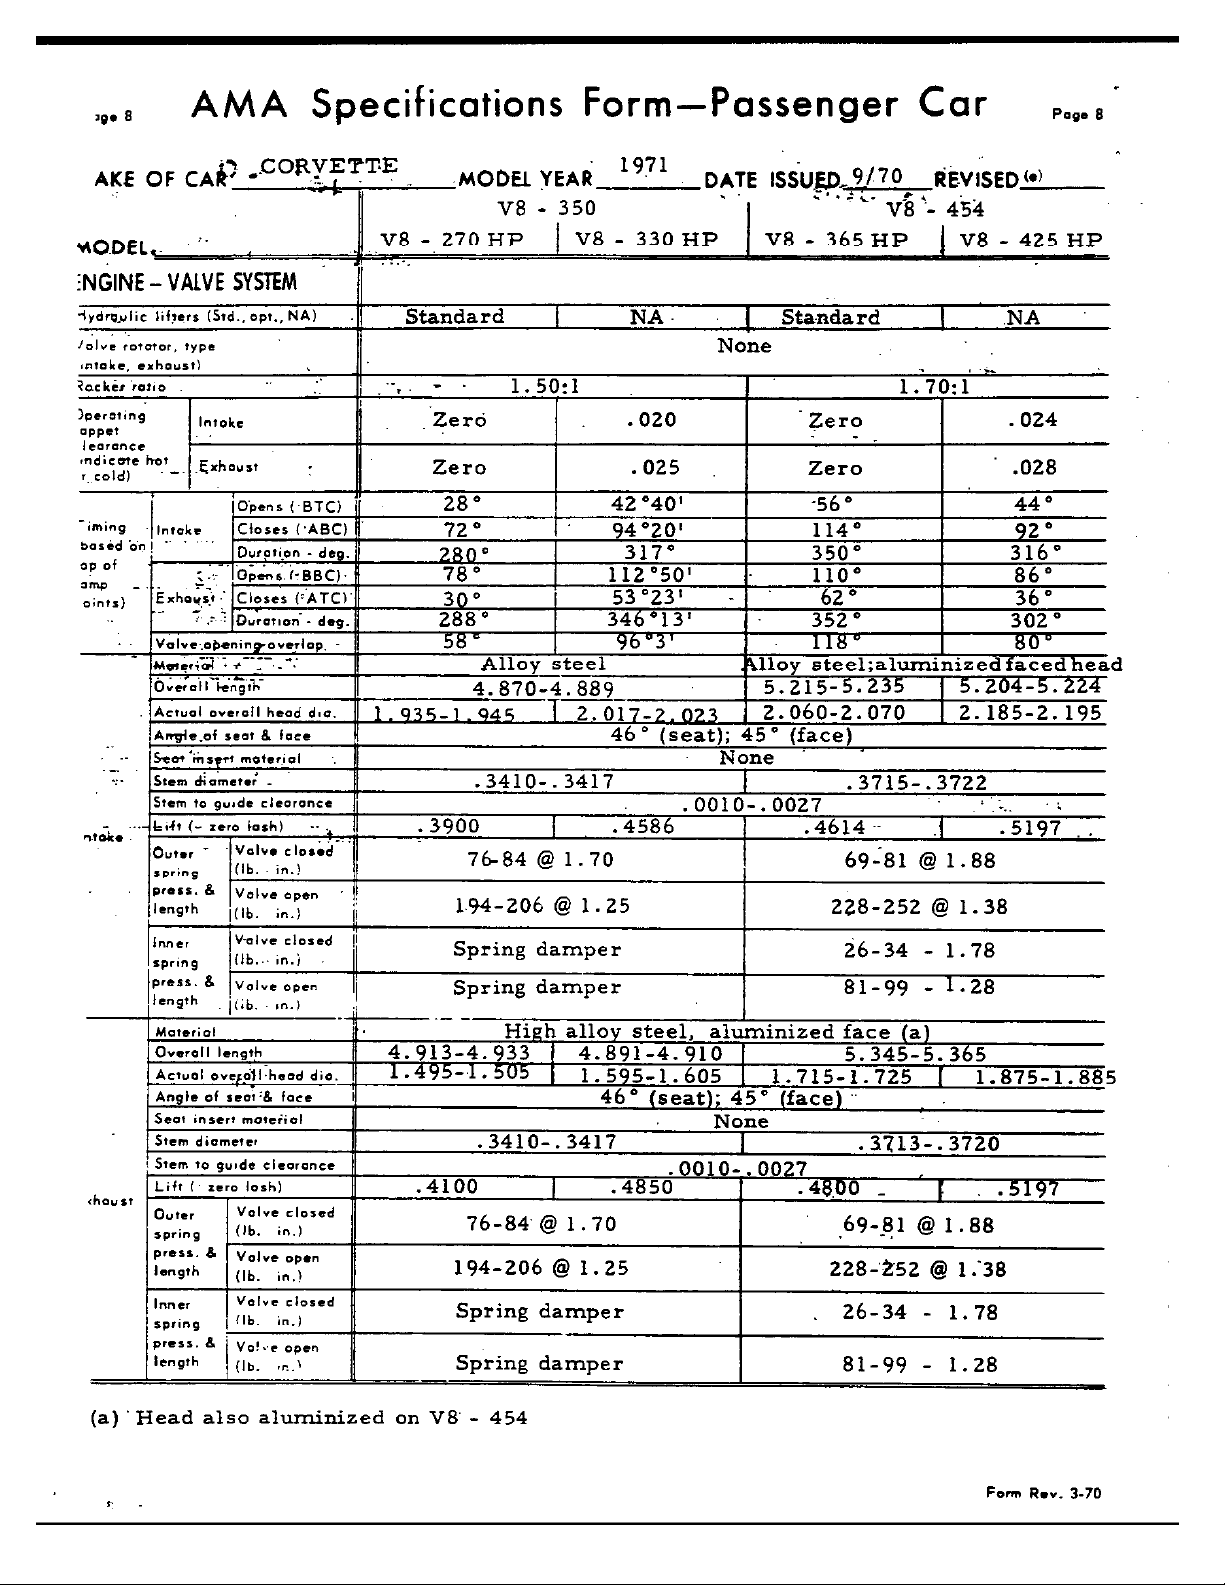 AMA Specifications Form—Passenger Car
8 Page 8
AKE OF CAR CORVETTE MODEL YEAR 1971 DATE ISSUED 9/70 REVISED (•)
V8 - 350 V8 - 454
MODEL V8 - 270 HP V8 - 330 HP V8 - 365 HP V8 - 425 HP
ENGINE – VALVE SYSTEM
Hydraulic lifters (Std., opt., NA) Standard NA Standard NA
Valve rotator, type None
intake, exhaust)
Rocker ratio 1.50:1 1.70:1
Operating
appet
learance
indicate hot
r cold)
Intake Zero .020 Zero .024
Exhaust Zero .025 Zero .028
Timing
based on
op of
amp
oints)
Intake Opens (°BTC) 28° 42°40' 56° 44°
Closes (°ABC) 72° 94°20' 114° 92°
Duration - deg. 280° 317° 350° 316°
Exhaust Opens (°BBC) 78° 112°50' 110° 86°
Closes (°ATC) 30° 53°23' 62° 36°
Duration - deg. 288° 346°13' 352° 302°
Valve opening overlap 58° 96°3' 118° 80°
ntake
Material Alloy steel Alloy steel;aluminized faced head
Overall length 4.870-4.889 5.215-5.235 5.204-5.224
Actual overall head dia. 1.935-1.945 2.017-2.023 2.060-2.070 2.185-2.195
Angle of seat & face 46° (seat); 45° (face)
Seat insert material None
Stem diameter .3410-.3417 .3715-.3722
Stem to guide clearance .0010-.0027
Lift (– zero lash) .3900 .4586 .4614 .5197
Outer spring press. & length Valve closed (lb. in.) 76-84 @ 1.70 69-81 @ 1.88
Valve open (lb. in.) 194-206 @ 1.25 228-252 @ 1.38
Inner spring press. & length Valve closed (lb. in.) Spring damper 26-34 - 1.78
Valve open (lb. in.) Spring damper 81-99 - 1.28
xhaust
Material High alloy steel, aluminized face (a)
Overall length 4.913-4.933 4.891-4.910 5.345-5.365
Actual overall head dia. 1.495-1.505 1.595-1.605 1.715-1.725 1.875-1.885
Angle of seat & face 46° (seat); 45° (face)
Seat insert material None
Stem diameter .3410-.3417 .3713-.3720
Stem to guide clearance .0010-.0027
Lift ( zero lash) .4100 .4850 .4800 .5197
Outer spring press. & length Valve closed (lb. in.) 76-84 @ 1.70 69-81 @ 1.88
Valve open (lb. in.) 194-206 @ 1.25 228-252 @ 1.38
Inner spring press. & length Valve closed (lb. in.) Spring damper 26-34 - 1.78
Valve open (lb. in.) Spring damper 81-99 - 1.28
(a) Head also aluminized on V8 - 454
Form Rev. 3-70